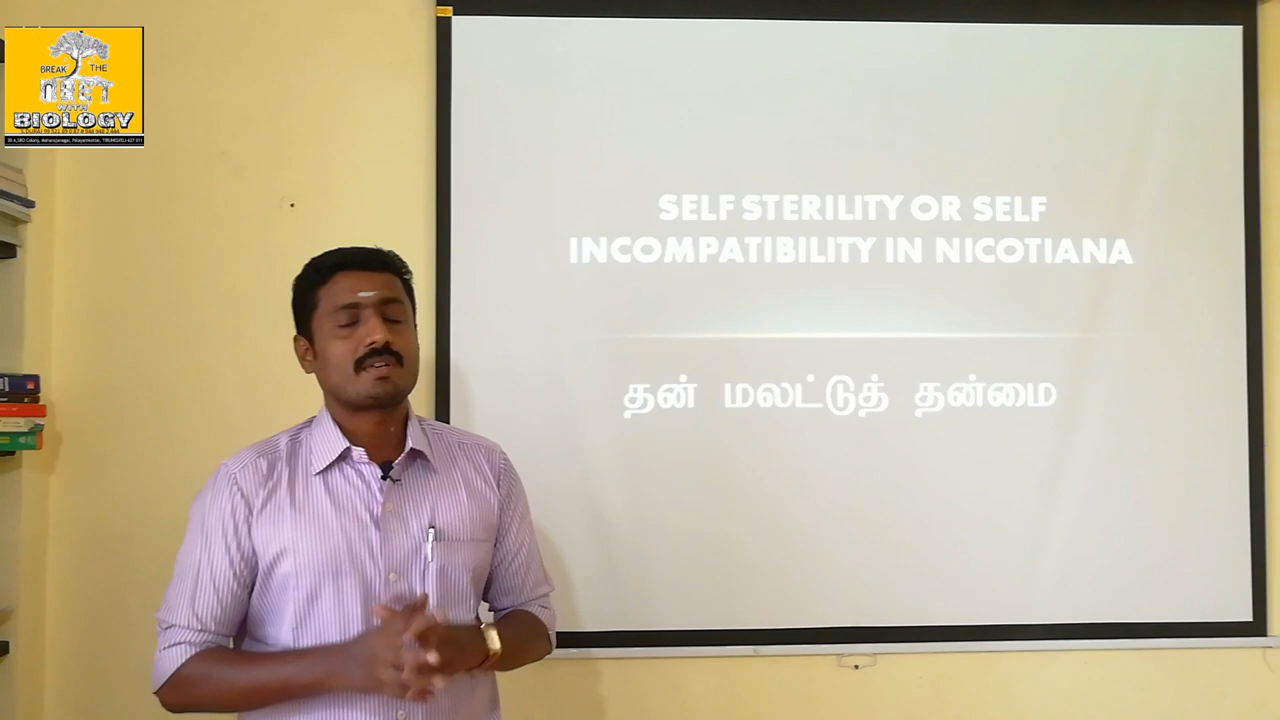 BREAK THE
NEET
WITH
BIOLOGY
SELF STERILITY OR SELF
INCOMPATIBILITY IN NICOTIANA
தன் மலட்டுத் தன்மை